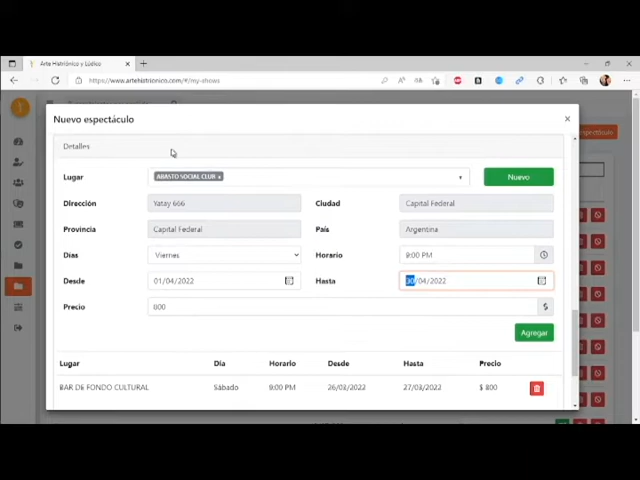 Arte Histriónico y Lúdico
https://www.artehistrionico.com/#/my-shows
Nuevo espectáculo
Detalles
Lugar ABASTO SOCIAL CLUB Nuevo
Dirección Yatay 666 Ciudad Capital Federal
Provincia Capital Federal País Argentina
Días Viernes Horario 9:00 PM
Desde 01/04/2022 Hasta 30/04/2022
Precio 800 $
Agregar
Lugar Día Horario Desde Hasta Precio
BAR DE FONDO CULTURAL Sábado 9:00 PM 26/03/2022 27/03/2022 $ 800